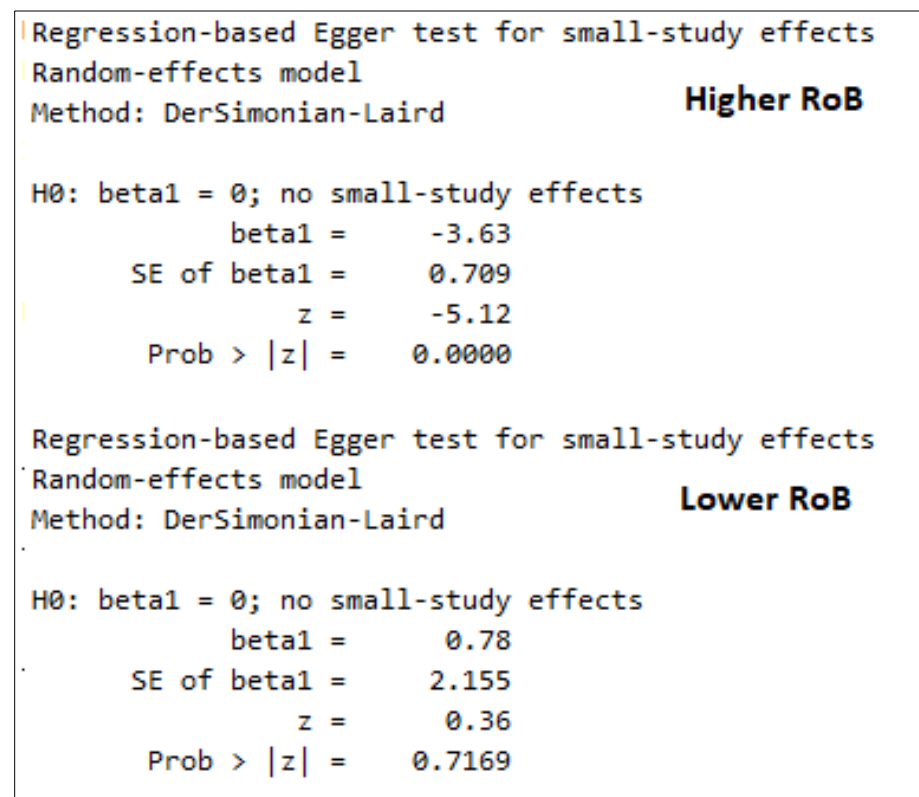 Regression-based Egger test for small-study effects
Random-effects model
Method: DerSimonian-Laird
Higher RoB
H0: beta1 = 0; no small-study effects
beta1 = -3.63
SE of beta1 = 0.709
z = -5.12
Prob > |z| = 0.0000
Regression-based Egger test for small-study effects
Random-effects model
Method: DerSimonian-Laird
Lower RoB
H0: beta1 = 0; no small-study effects
beta1 = 0.78
SE of beta1 = 2.155
z = 0.36
Prob > |z| = 0.7169